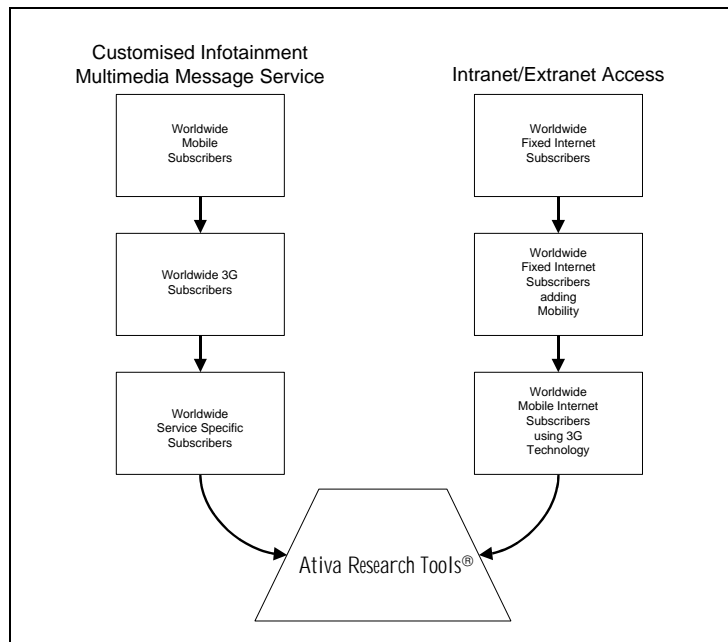 Customised Infotainment
Multimedia Message Service
Worldwide
Mobile
Subscribers
Worldwide 3G
Subscribers
Worldwide
Service Specific
Subscribers
Intranet/Extranet Access
Worldwide
Fixed Internet
Subscribers
Worldwide
Fixed Internet
Subscribers
adding
Mobility
Worldwide
Mobile Internet
Subscribers
using 3G
Technology
Ativa Research Tools®